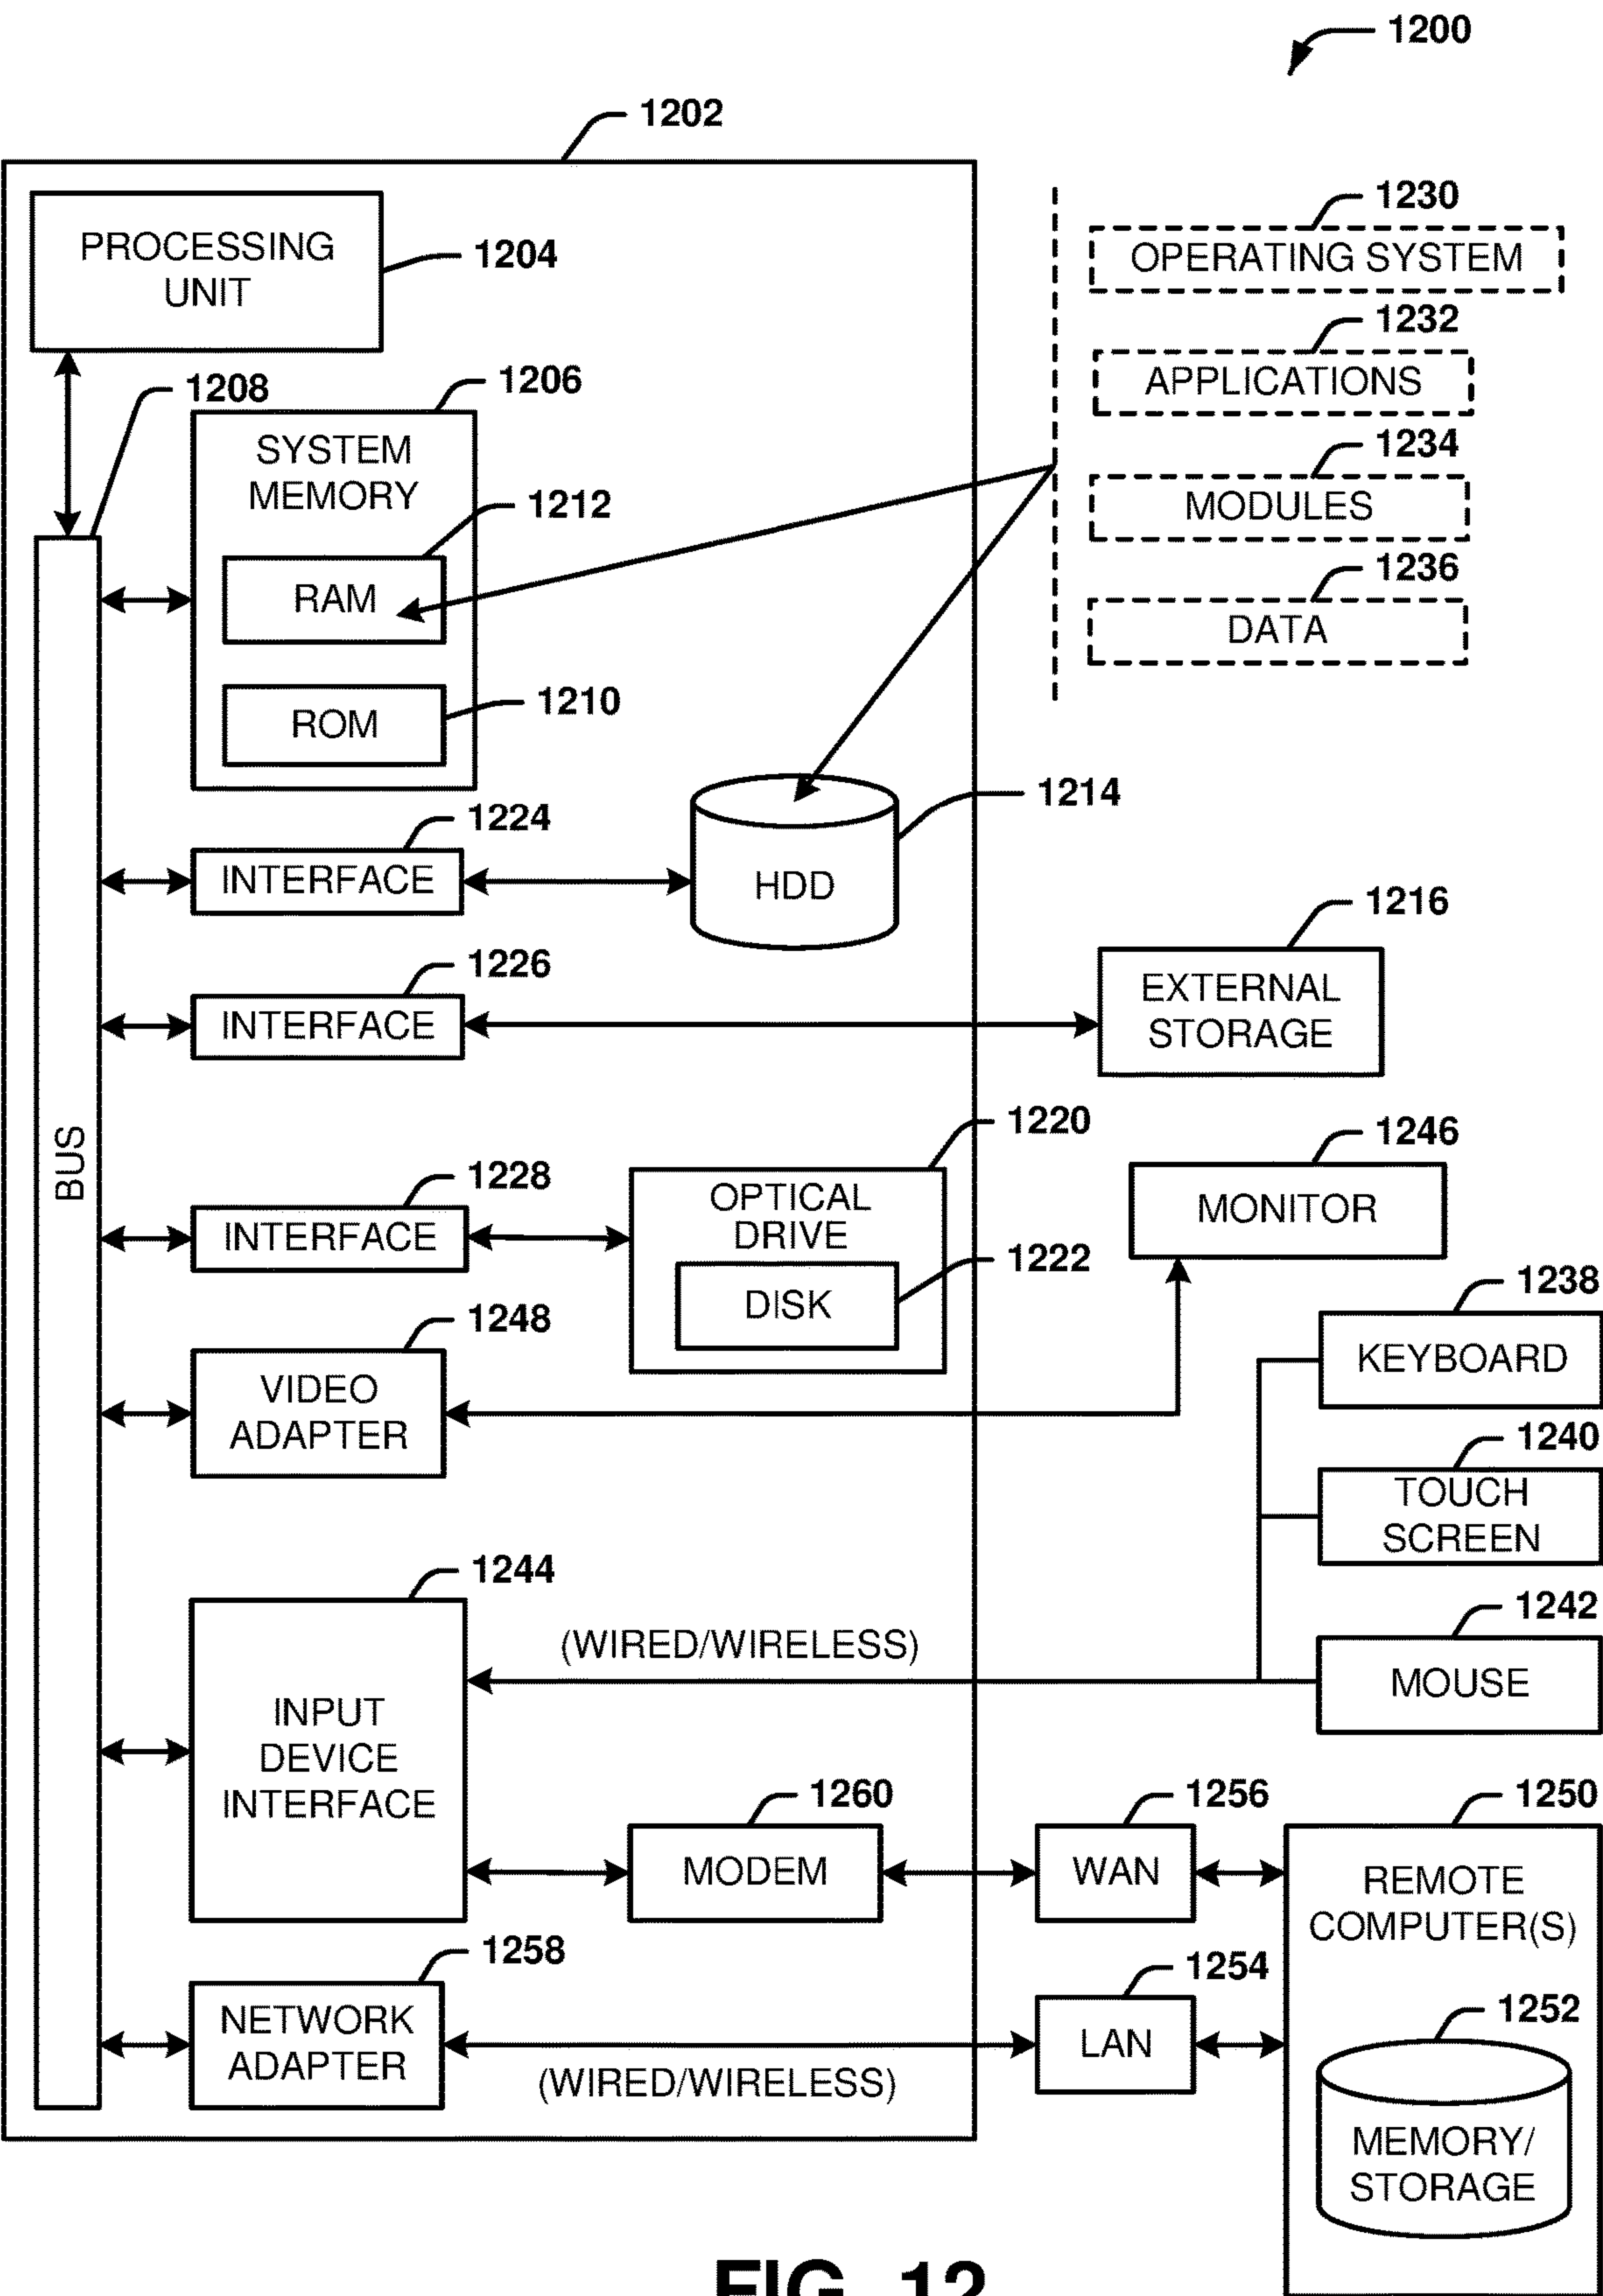 1200
1202
PROCESSING
UNIT
1204
1230
OPERATING SYSTEM
1232
APPLICATIONS
1234
MODULES
1236
DATA
1208
1206
SYSTEM
MEMORY
1212
RAM
1210
ROM
1224
INTERFACE
1214
HDD
1226
INTERFACE
1216
EXTERNAL
STORAGE
BUS
1228
INTERFACE
1220
OPTICAL
DRIVE
1222
DISK
1246
MONITOR
1248
VIDEO
ADAPTER
1238
KEYBOARD
1240
TOUCH
SCREEN
1242
MOUSE
1244
INPUT
DEVICE
INTERFACE
(WIRED/WIRELESS)
1260
MODEM
1256
WAN
1250
REMOTE
COMPUTER(S)
1258
NETWORK
ADAPTER
(WIRED/WIRELESS)
1254
LAN
1252
MEMORY/
STORAGE
FIG. 12